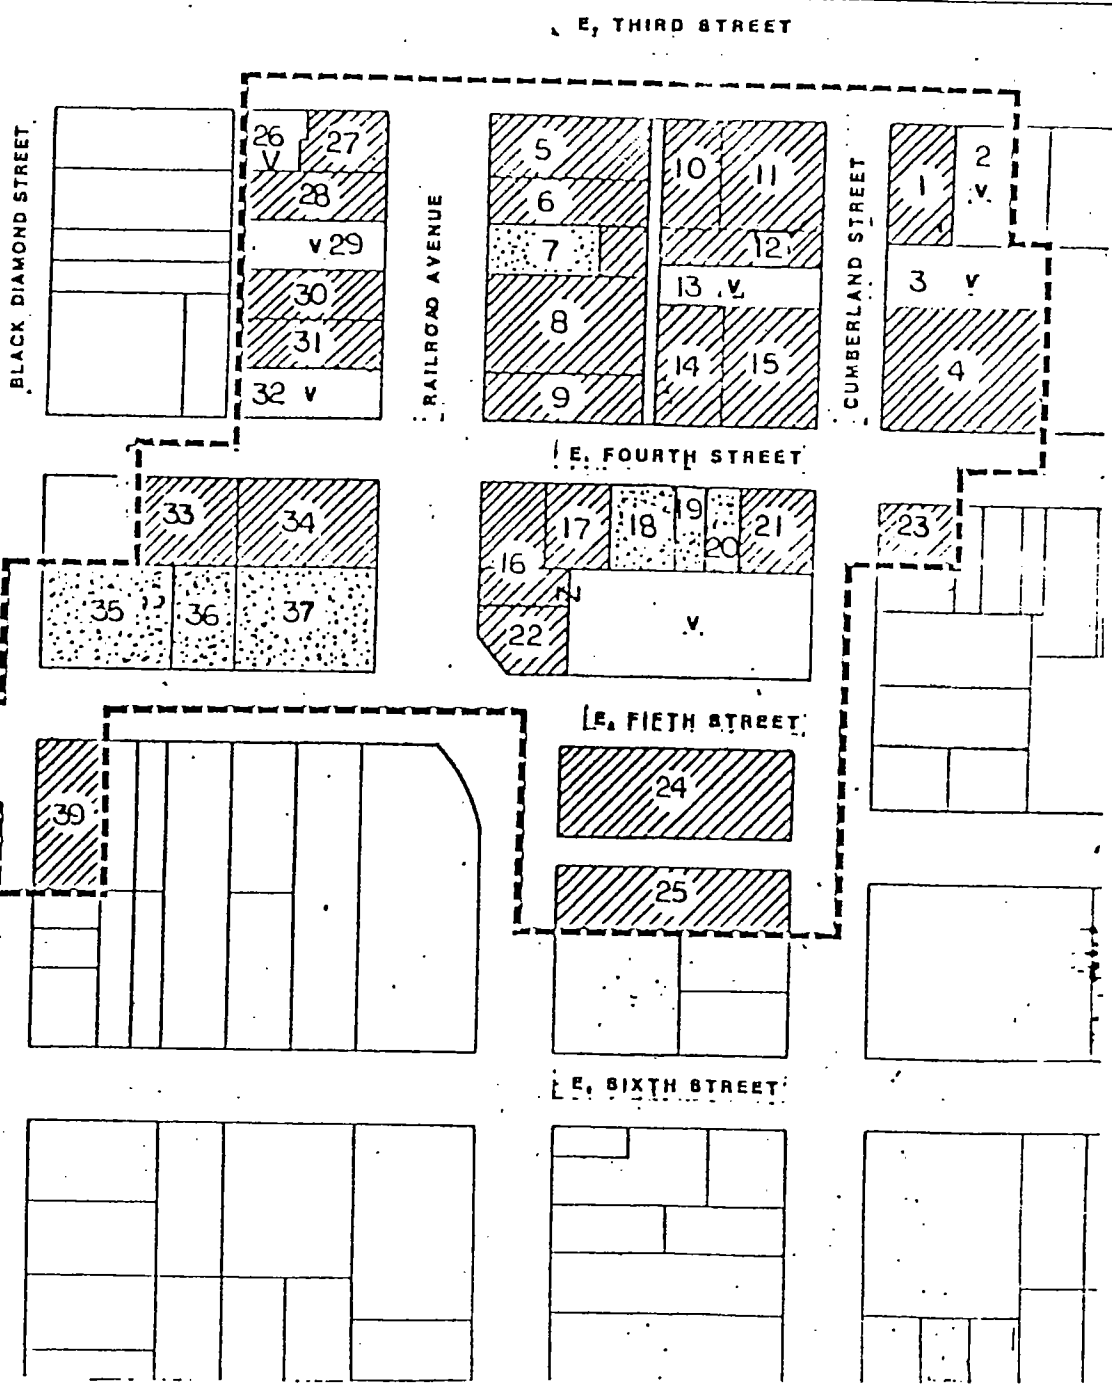 E. THIRD STREET
BLACK DIAMOND STREET
26
V
27
28
V 29
30
31
32 V
RAILROAD AVENUE
5
6
7
8
9
10
11
12
13 V
14
15
CUMBERLAND STREET
1
2
V
3 V
4
E. FOURTH STREET
33
34
35
36
37
16
17
18
19
20
21
22
Z
V
23
E. FIFTH STREET
39
24
25
E. SIXTH STREET